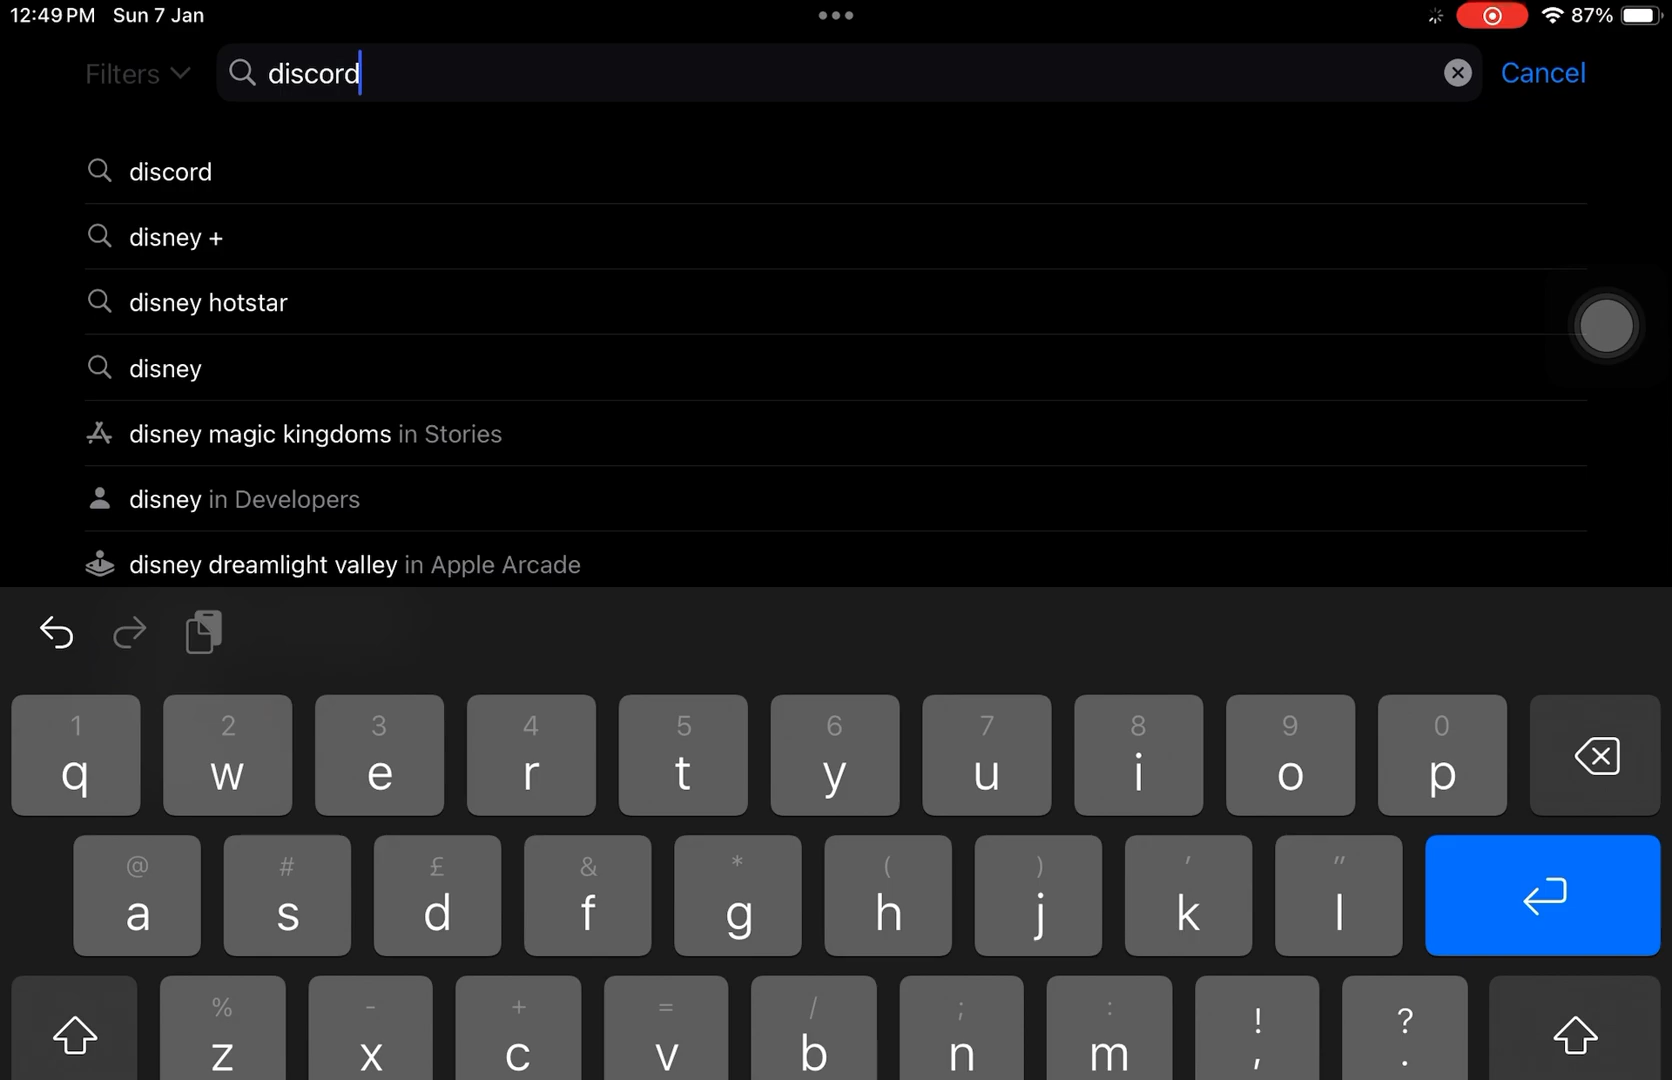 12:49 PM Sun 7 Jan
87%
Filters discord Cancel
discord
disney +
disney hotstar
disney
disney magic kingdoms in Stories
disney in Developers
disney dreamlight valley in Apple Arcade
1 2 3 4 5 6 7 8 9 0
q w e r t y u i o p
@ # £ & * ( ) ' "
a s d f g h j k l
% - + = / ; : ! ?
z x c v b n m , .